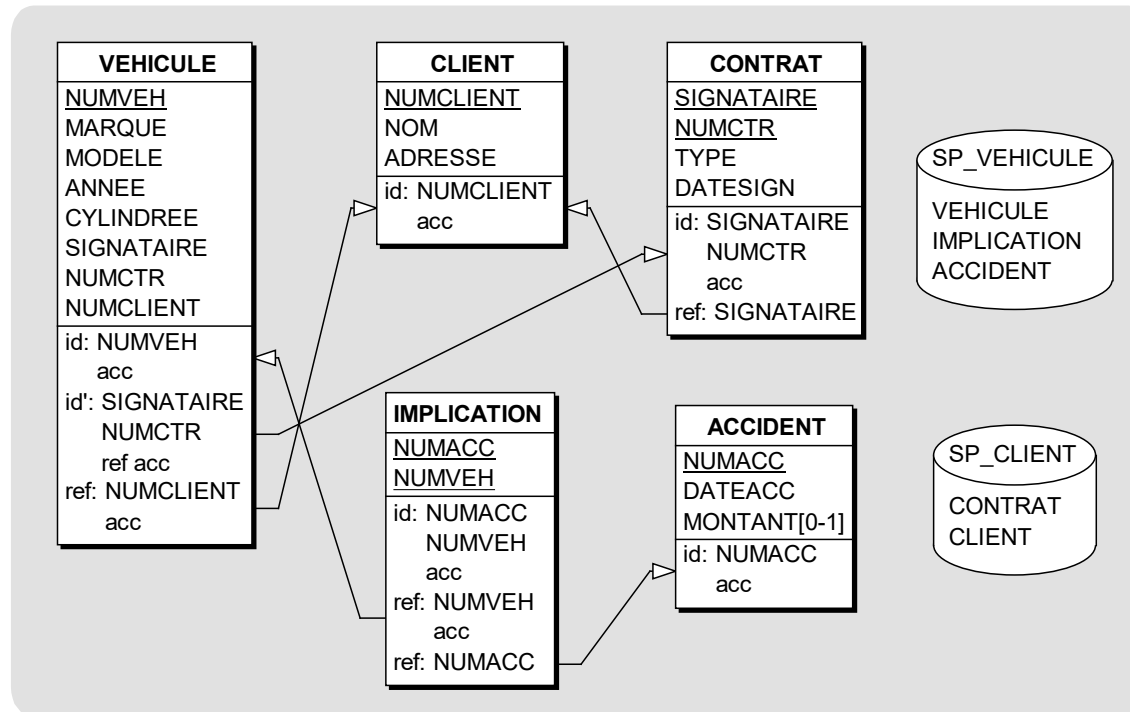 VEHICULE
NUMVEH
MARQUE
MODELE
ANNEE
CYLINDREE
SIGNATAIRE
NUMCTR
NUMCLIENT
id: NUMVEH
acc
id': SIGNATAIRE
NUMCTR
ref acc
ref: NUMCLIENT
acc
CLIENT
NUMCLIENT
NOM
ADRESSE
id: NUMCLIENT
acc
CONTRAT
SIGNATAIRE
NUMCTR
TYPE
DATESIGN
id: SIGNATAIRE
NUMCTR
acc
ref: SIGNATAIRE
SP_VEHICULE
VEHICULE
IMPLICATION
ACCIDENT
IMPLICATION
NUMACC
NUMVEH
id: NUMACC
NUMVEH
acc
ref: NUMVEH
acc
ref: NUMACC
ACCIDENT
NUMACC
DATEACC
MONTANT[0-1]
id: NUMACC
acc
SP_CLIENT
CONTRAT
CLIENT